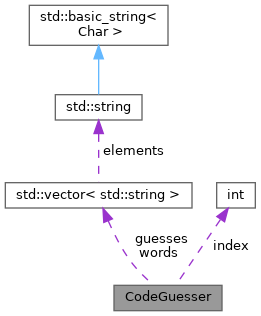 std::basic_string<
Char >
std::string
elements
std::vector< std::string >
int
guesses
words
index
CodeGuesser